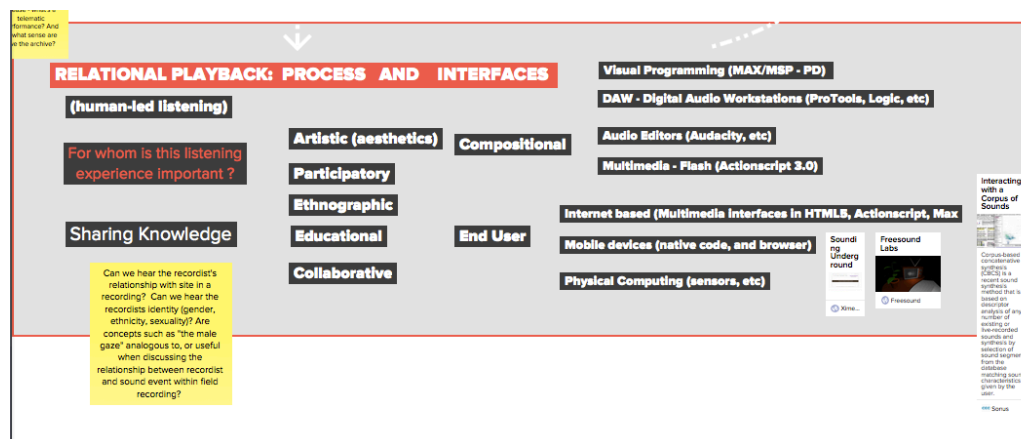 telematic
performance? And
what sense are
we the archive?
RELATIONAL PLAYBACK: PROCESS AND INTERFACES
(human-led listening)
For whom is this listening
experience important ?
Sharing Knowledge
Can we hear the recordist's
relationship with site in a
recording? Can we hear the
recordists identity (gender,
ethnicity, sexuality)? Are
concepts such as "the male
gaze" analogous to, or useful
when discussing the
relationship between recordist
and sound event within field
recording?
Artistic (aesthetics)
Participatory
Ethnographic
Educational
Collaborative
Compositional
End User
Visual Programming (MAX/MSP - PD)
DAW - Digital Audio Workstations (ProTools, Logic, etc)
Audio Editors (Audacity, etc)
Multimedia - Flash (Actionscript 3.0)
Internet based (Multimedia interfaces in HTML5, Actionscript, Max
Mobile devices (native code, and browser)
Physical Computing (sensors, etc)
Soundi
ng
Underg
round
Xime...
Freesound
Labs
Freesound
Interacting
with a
Corpus of
Sounds
Corpus-based
concatenative
synthesis
(CBCS) is a
recent sound
synthesis
method that is
based on
descriptor
analysis of any
number of
existing or
live-recorded
sounds and
synthesis by
selection of
sound segmen
from the
database
matching soun
characteristics
given by the
user.
Sonus